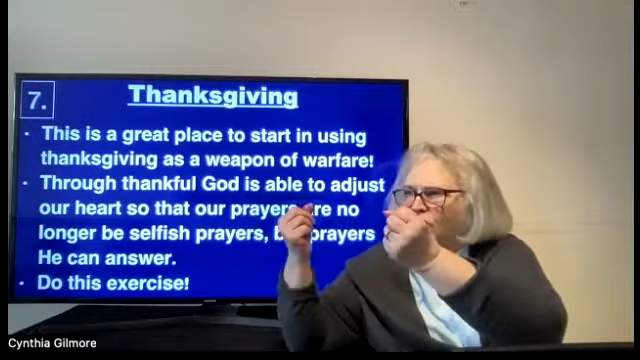 7.
Thanksgiving
• This is a great place to start in using
thanksgiving as a weapon of warfare!
• Through thankful God is able to adjust
our heart so that our prayers are no
longer be selfish prayers, prayers
He can answer.
• Do this exercise!
Cynthia Gilmore